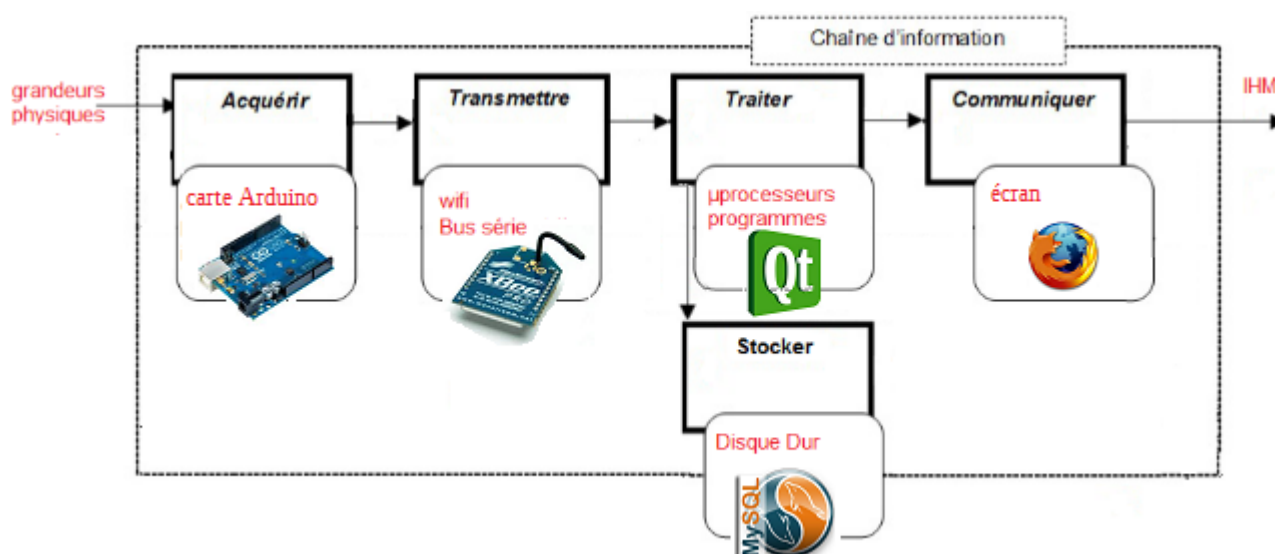 Chaîne d'information
grandeurs
physiques
Acquérir
Transmettre
Traiter
Communiquer
IHM
carte Arduino
wifi
Bus série
µprocesseurs
programmes
écran
Qt
Stocker
Disque Dur
MySQL